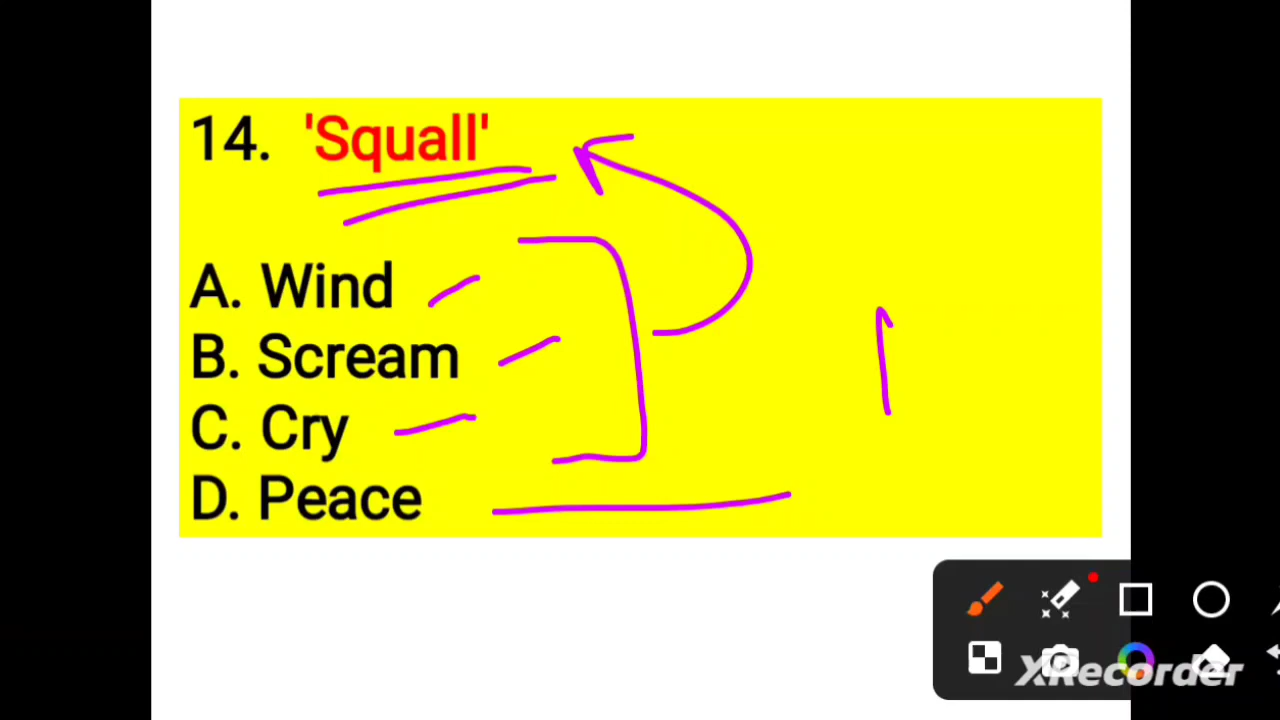 14. 'Squall'
A. Wind
B. Scream
C. Cry
D. Peace
XRecorder